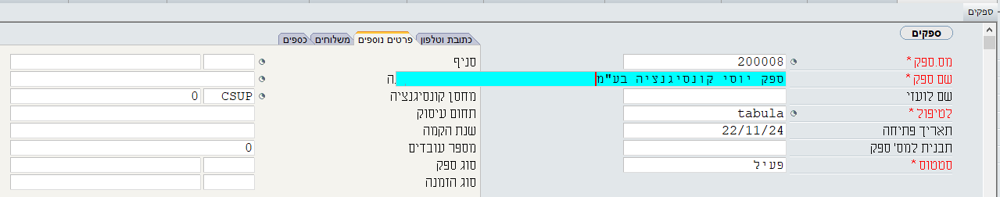 ספקים
ספקים
כתובת וטלפון פרטים נוספים משלוחים כספים
מס.ספק * 200008
שם ספק * ספק יוסי קונסיגנציה בע"מ
שם לועזי
לטיפול * tabula
תאריך פתיחה 22/11/24
תבנית למס' ספק
סטטוס * פעיל
סניף
מחסן קונסיגנציה CSUP 0
תחום עיסוק
שנת הקמה
מספר עובדים 0
סוג ספק
סוג הזמנה